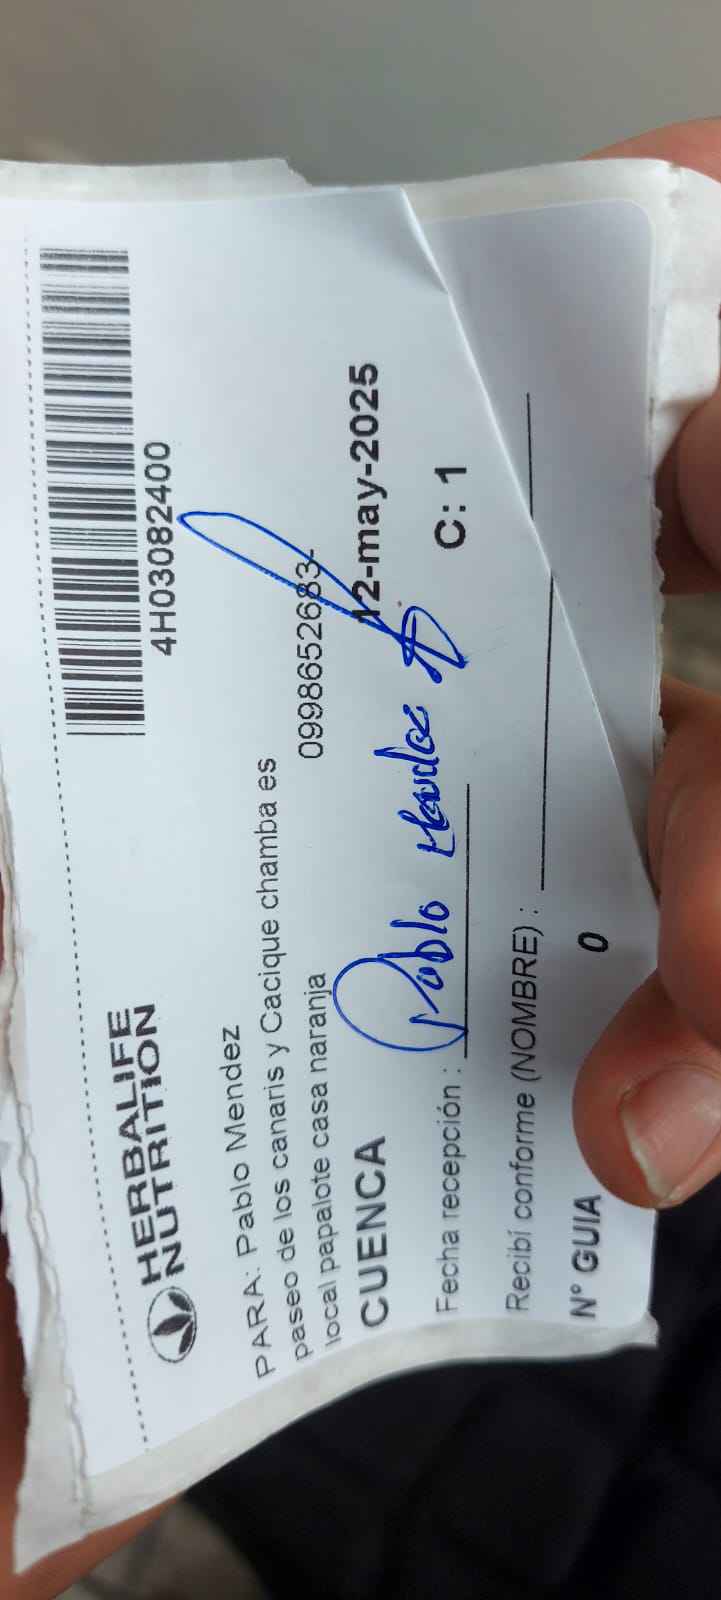 4H03082400
HERBALIFE
NUTRITION
PARA: Pablo Mendez
paseo de los canaris y Cacique chamba es
local papalote casa naranja
0998652683-
CUENCA
12-may-2025
Fecha recepción : Pablo Mendez
C: 1
Recibí conforme (NOMBRE) :
N° GUIA 0